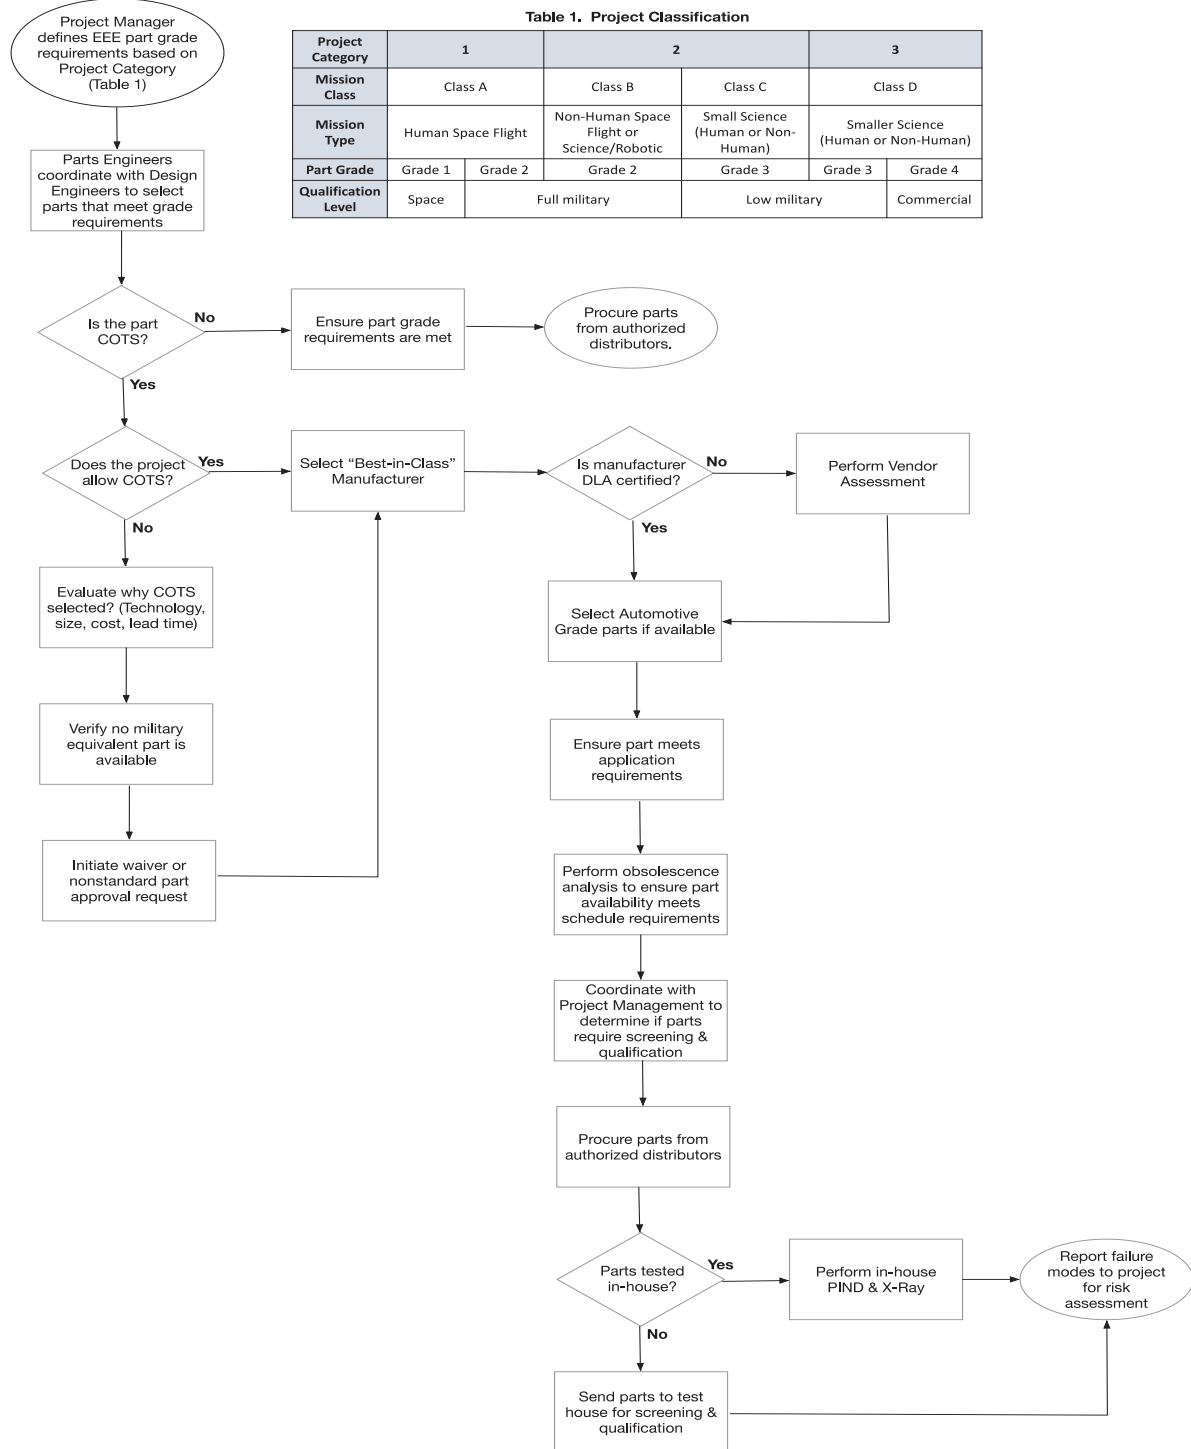 Project Manager
defines EEE part grade
requirements based on
Project Category
(Table 1)
Table 1.  Project Classification
Project
Category
1
2
3
Mission
Class
Class A
Class B
Class C
Class D
Mission
Type
Human Space Flight
Non-Human Space
Flight or
Science/Robotic
Small Science
(Human or Non-
Human)
Smaller Science
(Human or Non-Human)
Part Grade
Grade 1
Grade 2
Grade 2
Grade 3
Grade 3
Grade 4
Qualification
Level
Space
Full military
Low military
Commercial
Parts Engineers
coordinate with Design
Engineers to select
parts that meet grade
requirements
Is the part
COTS?
No
Ensure part grade
requirements are met
Procure parts
from authorized
distributors.
Yes
Does the project
allow COTS?
Yes
Select “Best-in-Class”
Manufacturer
Is manufacturer
DLA certified?
No
Perform Vendor
Assessment
No
Yes
Evaluate why COTS
selected? (Technology,
size, cost, lead time)
Select Automotive
Grade parts if available
Verify no military
equivalent part is
available
Ensure part meets
application
requirements
Initiate waiver or
nonstandard part
approval request
Perform obsolescence
analysis to ensure part
availability meets
schedule requirements
Coordinate with
Project Management to
determine if parts
require screening &
qualification
Procure parts from
authorized distributors
Parts tested
in-house?
Yes
Perform in-house
PIND & X-Ray
Report failure
modes to project
for risk
assessment
No
Send parts to test
house for screening &
qualification